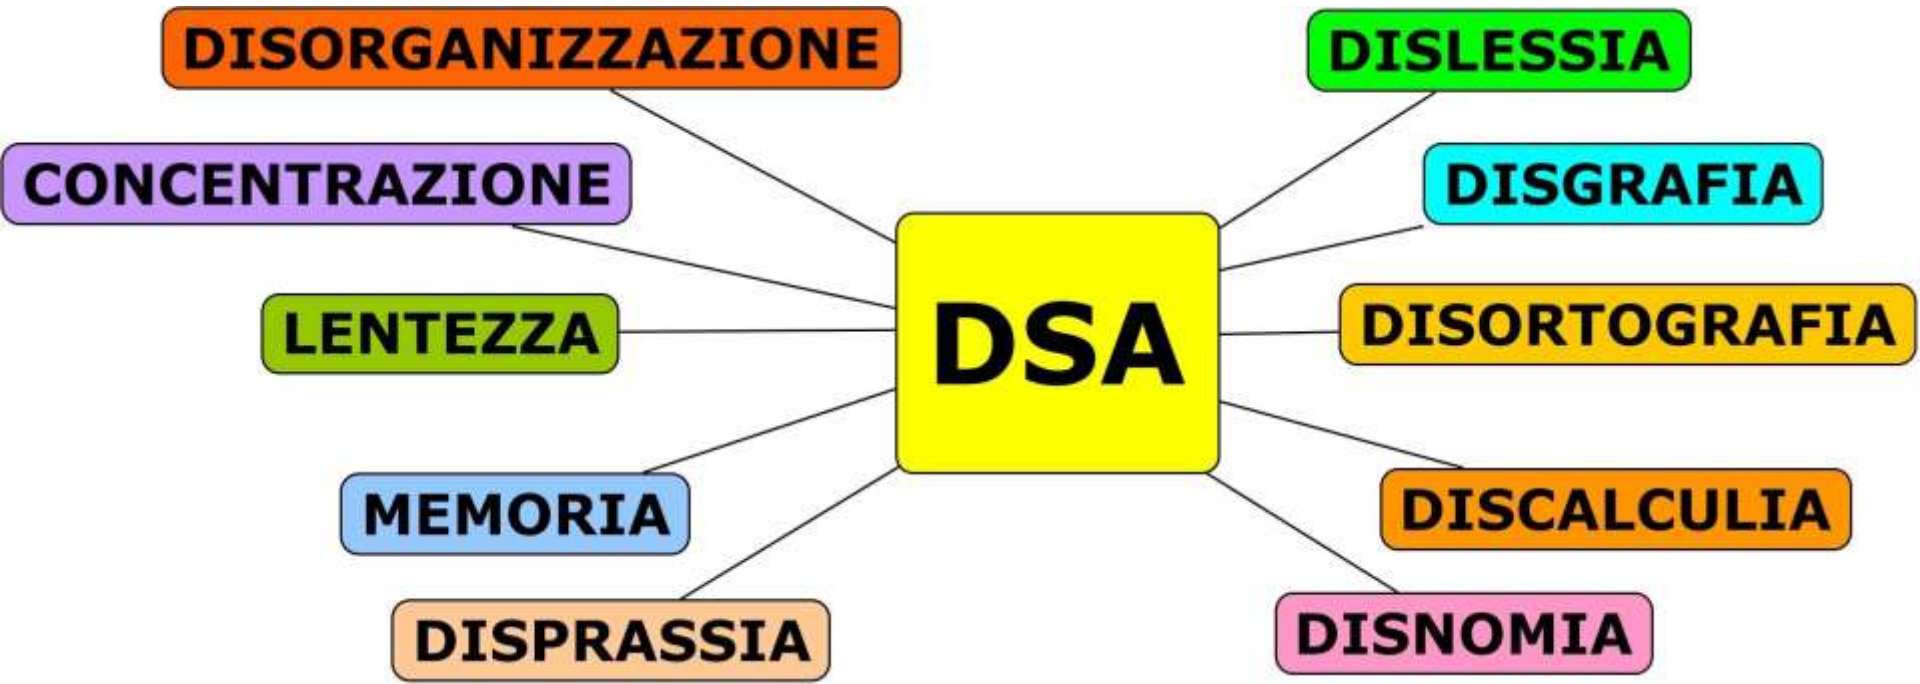 DISORGANIZZAZIONE
CONCENTRAZIONE
LENTEZZA
MEMORIA
DISPRASSIA
DSA
DISLESSIA
DISGRAFIA
DISORTOGRAFIA
DISCALCULIA
DISNOMIA